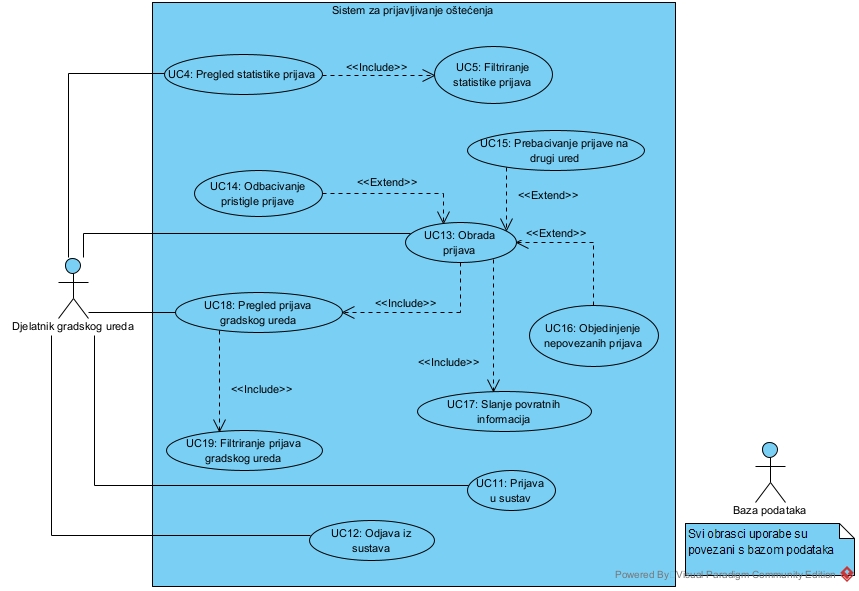 Sistem za prijavljivanje oštećenja
UC4: Pregled statistike prijava
<<Include>>
UC5: Filtriranje
statistike prijava
UC15: Prebacivanje prijave na
drugi ured
UC14: Odbacivanje
pristigle prijave
<<Extend>>
<<Extend>>
UC13: Obrada
prijava
<<Extend>>
Djelatnik gradskog ureda
UC18: Pregled prijava
gradskog ureda
<<Include>>
UC16: Objedinjenje
nepovezanih prijava
<<Include>>
<<Include>>
UC17: Slanje povratnih
informacija
UC19: Filtriranje prijava
gradskog ureda
UC11: Prijava
u sustav
UC12: Odjava iz
sustava
Baza podataka
Svi obrasci uporabe su
povezani s bazom podataka
Powered By Visual Paradigm Community Edition